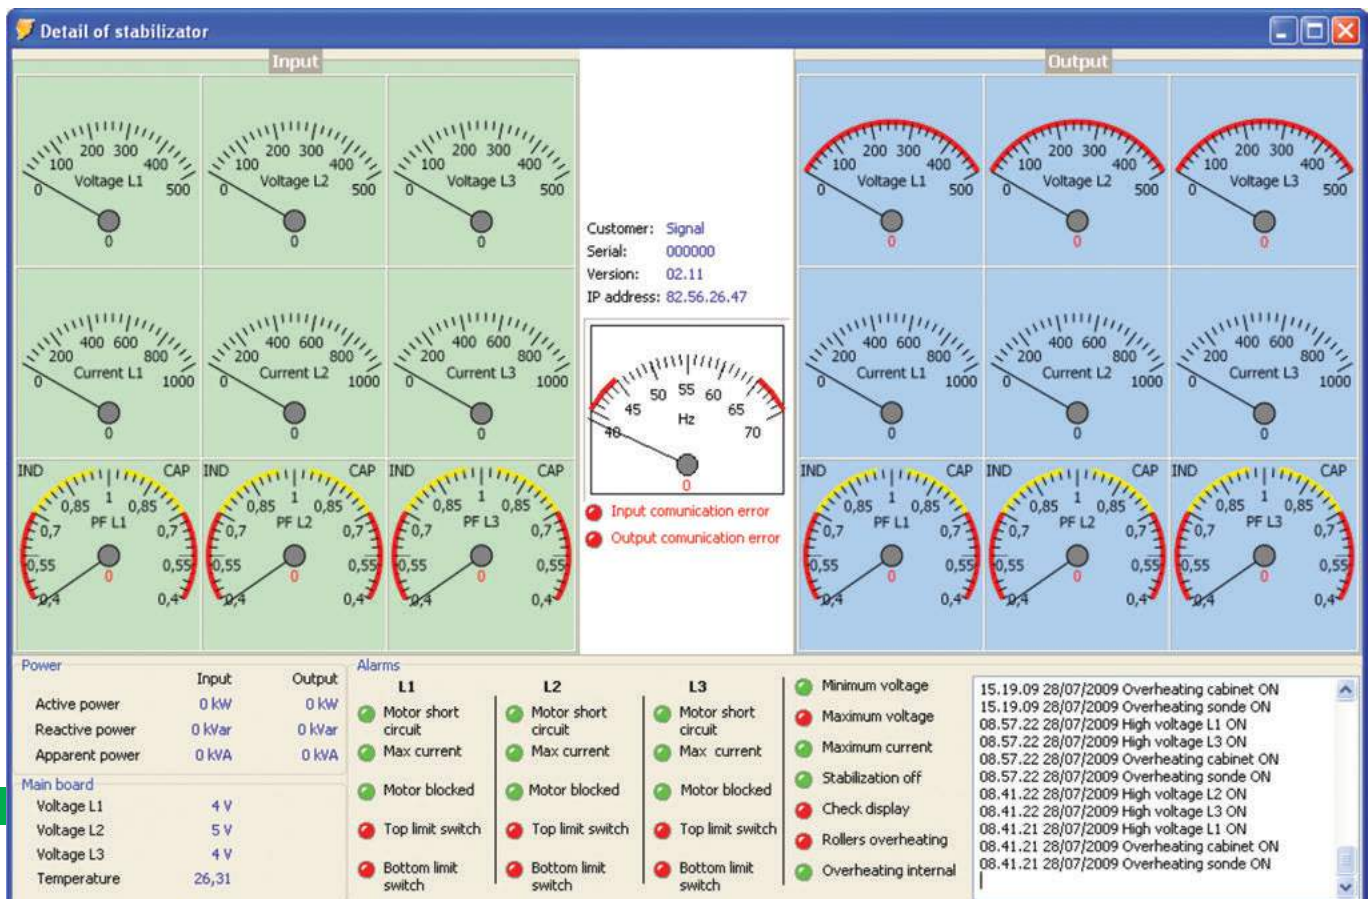 Detail of stabilizator
Input
100 200 300 400
0 Voltage L1 500
0
100 200 300 400
0 Voltage L2 500
0
100 200 300 400
0 Voltage L3 500
0
200 400 600 800
0 Current L1 1000
0
200 400 600 800
0 Current L2 1000
0
200 400 600 800
0 Current L3 1000
0
IND CAP
0,85 1 0,85
0,7 PF L1 0,7
0,55 0 0,55
0,4 0,4
IND CAP
0,85 1 0,85
0,7 PF L2 0,7
0,55 0 0,55
0,4 0,4
IND CAP
0,85 1 0,85
0,7 PF L3 0,7
0,55 0 0,55
0,4 0,4
Customer: Signal
Serial: 000000
Version: 02.11
IP address: 82.56.26.47
45 50 55 60 65
40 Hz 70
0
Input comunication error
Output comunication error
Output
100 200 300 400
0 Voltage L1 500
0
100 200 300 400
0 Voltage L2 500
0
100 200 300 400
0 Voltage L3 500
0
200 400 600 800
0 Current L1 1000
0
200 400 600 800
0 Current L2 1000
0
200 400 600 800
0 Current L3 1000
0
IND CAP
0,85 1 0,85
0,7 PF L1 0,7
0,55 0 0,55
0,4 0,4
IND CAP
0,85 1 0,85
0,7 PF L2 0,7
0,55 0 0,55
0,4 0,4
IND CAP
0,85 1 0,85
0,7 PF L3 0,7
0,55 0 0,55
0,4 0,4
Power
Input Output
Active power 0 kW 0 kW
Reactive power 0 kVar 0 kVar
Apparent power 0 kVA 0 kVA
Main board
Voltage L1 4 V
Voltage L2 5 V
Voltage L3 4 V
Temperature 26,31
Alarms
L1
Motor short
circuit
Max current
Motor blocked
Top limit switch
Bottom limit
switch
L2
Motor short
circuit
Max current
Motor blocked
Top limit switch
Bottom limit
switch
L3
Motor short
circuit
Max current
Motor blocked
Top limit switch
Bottom limit
switch
Minimum voltage
Maximum voltage
Maximum current
Stabilization off
Check display
Rollers overheating
Overheating internal
15.19.09 28/07/2009 Overheating cabinet ON
15.19.09 28/07/2009 Overheating sonde ON
08.57.22 28/07/2009 High voltage L1 ON
08.57.22 28/07/2009 High voltage L3 ON
08.57.22 28/07/2009 Overheating cabinet ON
08.57.22 28/07/2009 Overheating sonde ON
08.41.22 28/07/2009 High voltage L2 ON
08.41.22 28/07/2009 High voltage L3 ON
08.41.21 28/07/2009 High voltage L1 ON
08.41.21 28/07/2009 Overheating cabinet ON
08.41.21 28/07/2009 Overheating sonde ON